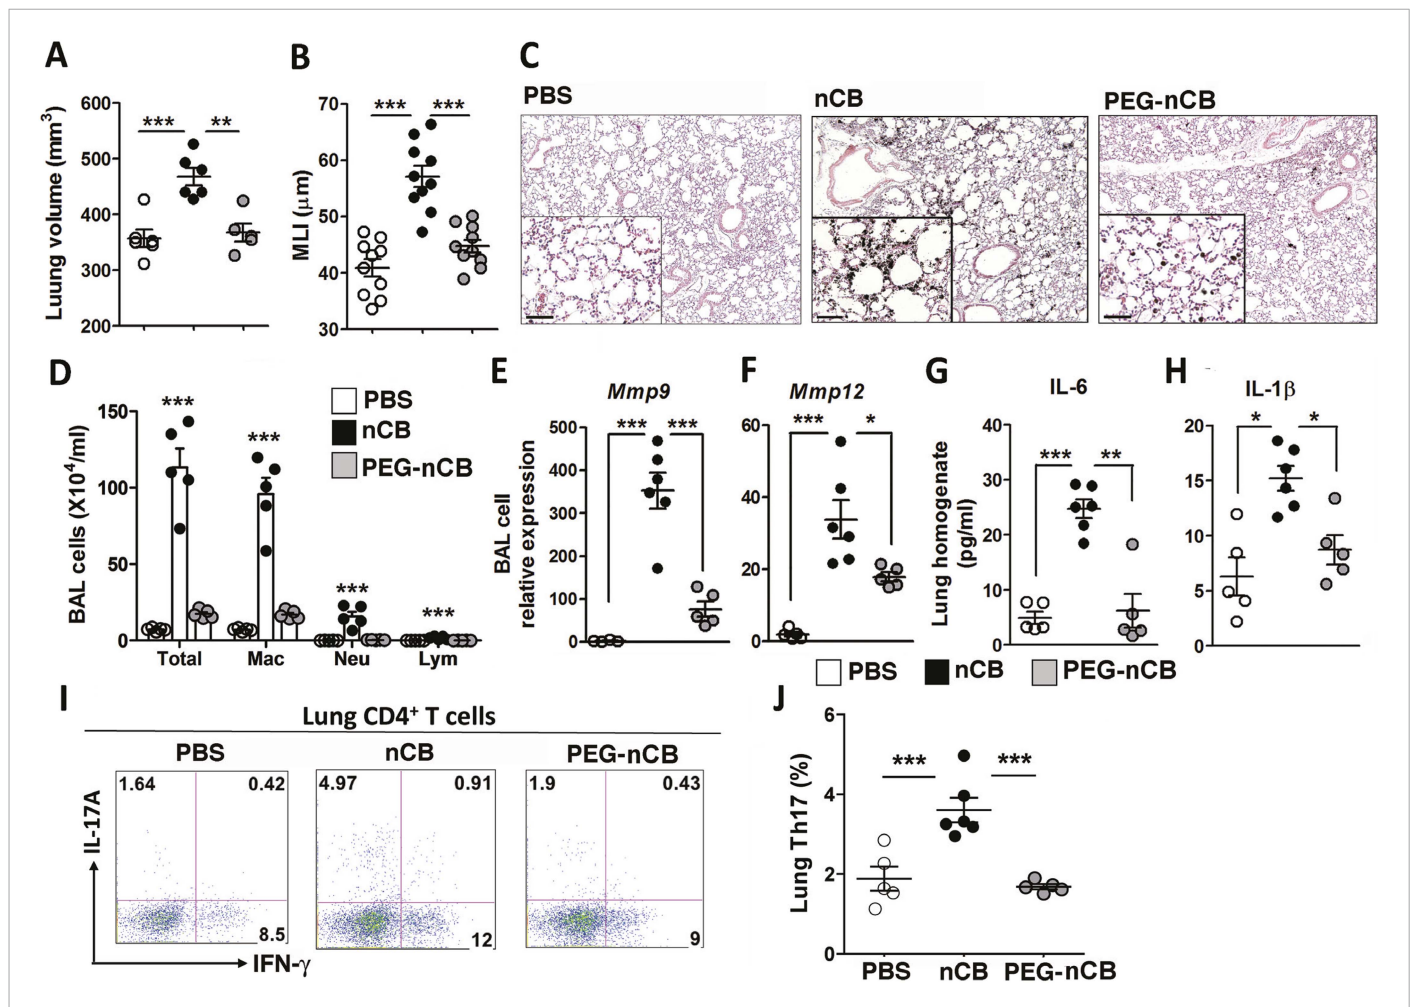 A
Luung volume (mm³)
600
500
400
300
200
*** **
B
MLI (μm)
70
60
50
40
30
*** ***
C
PBS
nCB
PEG-nCB
D
BAL cells (X10⁴/ml)
150
100
50
0
***
***
***
***
Total Mac Neu Lym
PBS
nCB
PEG-nCB
E
Mmp9
BAL cell
relative expression
500
400
300
200
100
0
*** ***
F
Mmp12
60
40
20
0
*** *
G
IL-6
Lung homogenate
(pg/ml)
40
30
20
10
0
*** **
H
IL-1β
20
15
10
5
0
* *
PBS nCB PEG-nCB
I
Lung CD4⁺ T cells
PBS nCB PEG-nCB
1.64 0.42 4.97 0.91 1.9 0.43
8.5 12 9
IL-17A
IFN-γ
J
Lung Th17 (%)
6
4
2
0
*** ***
PBS nCB PEG-nCB